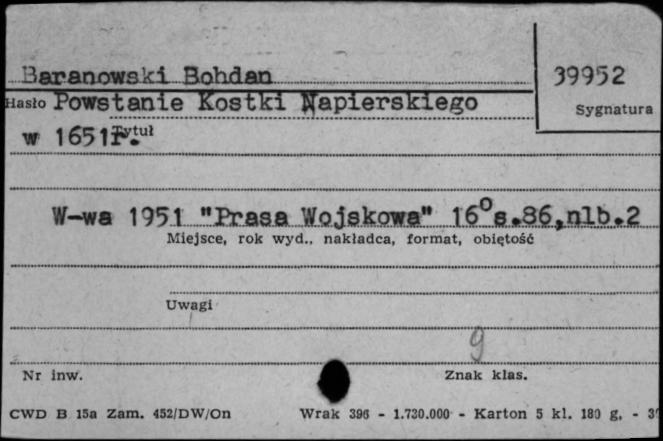 Baranowski Bohdan
39952
Hasło Powstanie Kostki Napierskiego
Sygnatura
w 1651 r. Tytuł
W-wa 1951 "Prasa Wojskowa" 16° s.86,nlb.2
Miejsce, rok wyd., nakładca, format, objętość
Uwagi
9
Nr inw.
Znak klas.
CWD B 15a Zam. 452/DW/On Wrak 396 - 1.730.000 - Karton 5 kl. 180 g. -